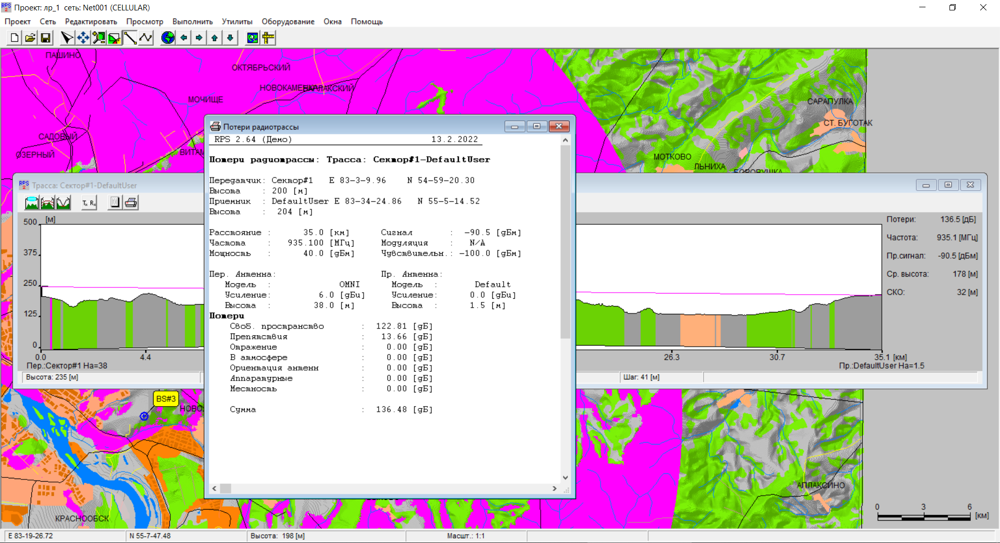 Проект: лр_1 сеть: Net001 (CELLULAR)
Проект Сеть Редактировать Просмотр Выполнить Утилиты Оборудование Окна Помощь
ПАШИНО
ОКТЯБРЬСКИЙ
МОЧИЩЕ
САРАПУЛКА
СТ. БУГОТАК
САДОВЫЙ
ОЗЕРНЫЙ
ВИТАМ
МОТКОВО
ЛЬНИХА
БОРОВУШКА
Потери радиотрассы
RPS 2.64 (Демо) 13.2.2022
Потери радиотрассы: Трасса: Сектор#1-DefaultUser
Передатчик: Сектор#1 E 83-3-9.96 N 54-59-20.30
Высота : 200 [м]
Приемник : DefaultUser E 83-34-24.86 N 55-5-14.52
Высота : 204 [м]
Расстояние : 35.0 [км] Сигнал : -90.5 [дБм]
Частота : 935.100 [МГц] Модуляция : N/A
Мощность : 40.0 [дБм] Чувствительн.: -100.0 [дБм]
Пер. Антенна: Пр. Антенна:
Модель : OMNI Модель : Default
Усиление: 6.0 [дБи] Усиление: 0.0 [дБи]
Высота : 38.0 [м] Высота : 1.5 [м]
Потери
Своб. пространство : 122.81 [дБ]
Препятствия : 13.66 [дБ]
Отражение : 0.00 [дБ]
В атмосфере : 0.00 [дБ]
Ориентация антенн : 0.00 [дБ]
Аппаратурные : 0.00 [дБ]
Местность : 0.00 [дБ]
Сумма : 136.48 [дБ]
RPS 2 Трасса: Сектор#1-DefaultUser
Tx Rx
[м]
500
375
250
125
0
0.0 4.4 26.3 30.7 35.1 [км]
Пер.:Сектор#1 На=38 Пр.:DefaultUser На=1.5
Высота: 235 [м] Шаг: 41 [м]
Потери: 136.5 [дБ]
Частота: 935.1 [МГц]
Пр.сигнал: -90.5 [дБм]
Ср. высота: 178 [м]
СКО: 32 [м]
BS#3
НОВО
АПЛАКСИНО
КРАСНООБСК
0 3 6 [км]
E 83-19-26.72 N 55-7-47.48 Высота: 198 [м] Масшт.: 1:1